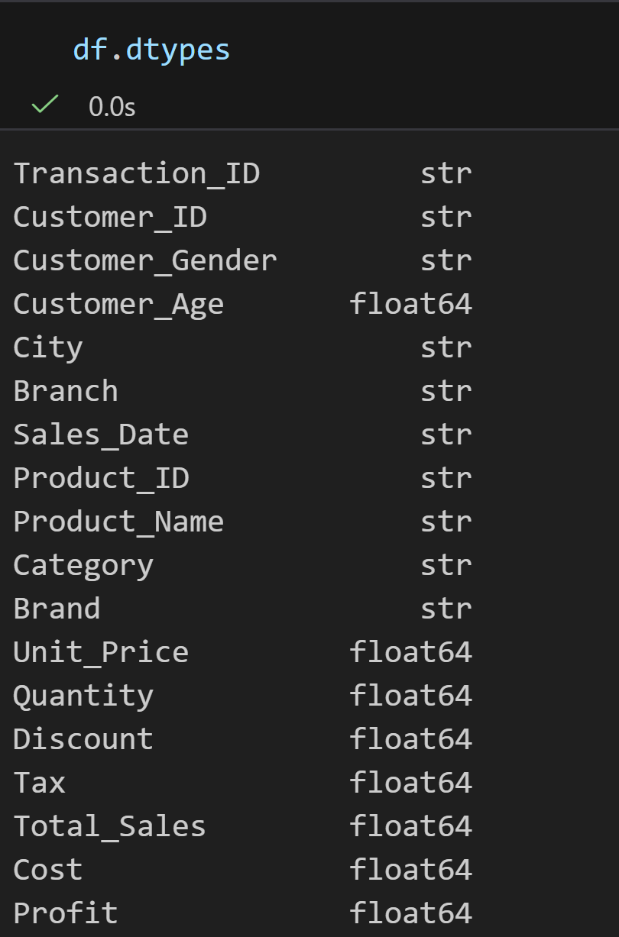 df.dtypes
0.0s
Transaction_ID str
Customer_ID str
Customer_Gender str
Customer_Age float64
City str
Branch str
Sales_Date str
Product_ID str
Product_Name str
Category str
Brand str
Unit_Price float64
Quantity float64
Discount float64
Tax float64
Total_Sales float64
Cost float64
Profit float64